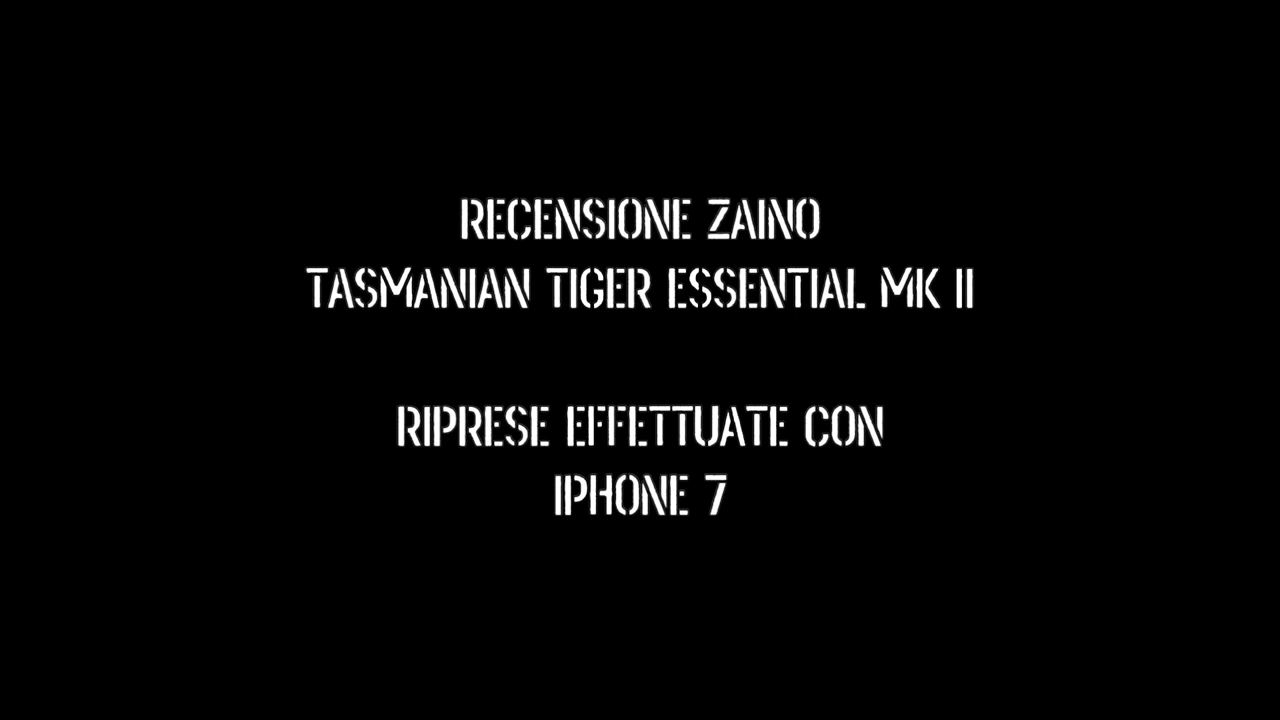 RECENSIONE ZAINO
TASMANIAN TIGER ESSENTIAL MK II
RIPRESE EFFETTUATE CON
IPHONE 7